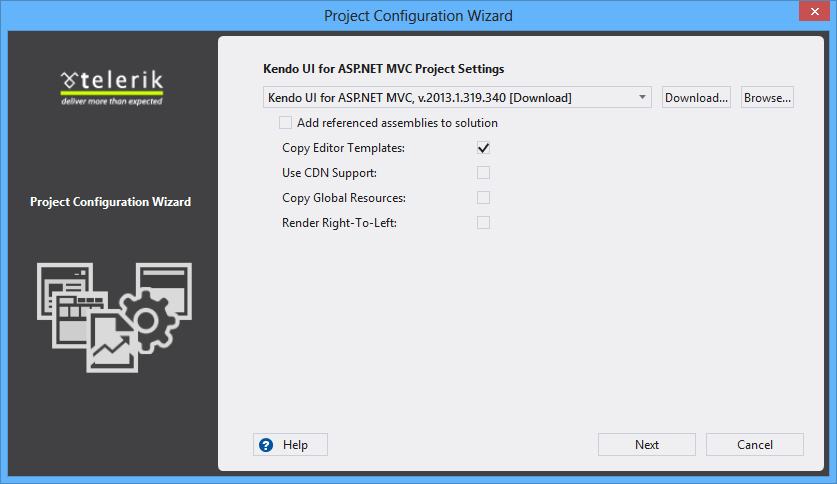 Project Configuration Wizard
telerik
deliver more than expected
Project Configuration Wizard
Kendo UI for ASP.NET MVC Project Settings
Kendo UI for ASP.NET MVC, v.2013.1.319.340 [Download]
Download...
Browse...
Add referenced assemblies to solution
Copy Editor Templates:
Use CDN Support:
Copy Global Resources:
Render Right-To-Left:
? Help
Next
Cancel